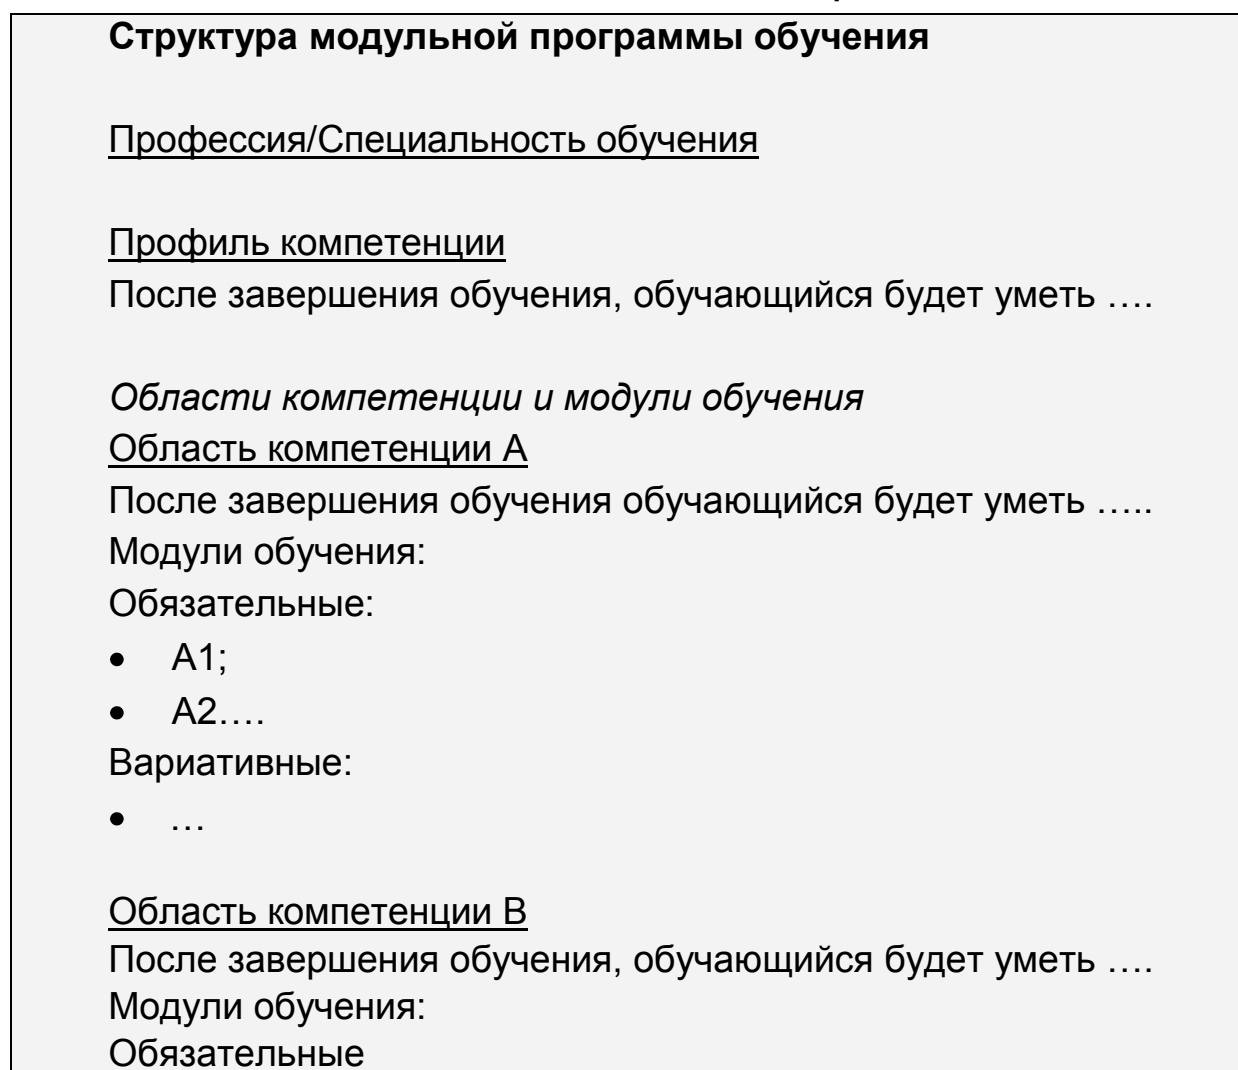 Структура модульной программы обучения
Профессия/Специальность обучения
Профиль компетенции
После завершения обучения, обучающийся будет уметь ….
Области компетенции и модули обучения
Область компетенции А
После завершения обучения обучающийся будет уметь …..
Модули обучения:
Обязательные:
• А1;
• А2….
Вариативные:
• …
Область компетенции В
После завершения обучения, обучающийся будет уметь ….
Модули обучения:
Обязательные